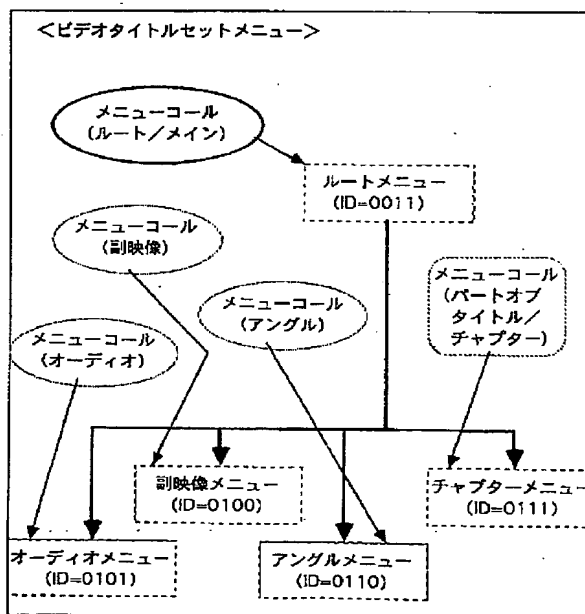 ＜ビデオタイトルセットメニュー＞
メニューコール
（ルート／メイン）
ルートメニュー
(ID=0011)
メニューコール
（副映像）
メニューコール
（アングル）
メニューコール
（パートオブ
タイトル／
チャプター）
メニューコール
（オーディオ）
副映像メニュー
(ID=0100)
チャプターメニュー
(ID=0111)
オーディオメニュー
(ID=0101)
アングルメニュー
(ID=0110)